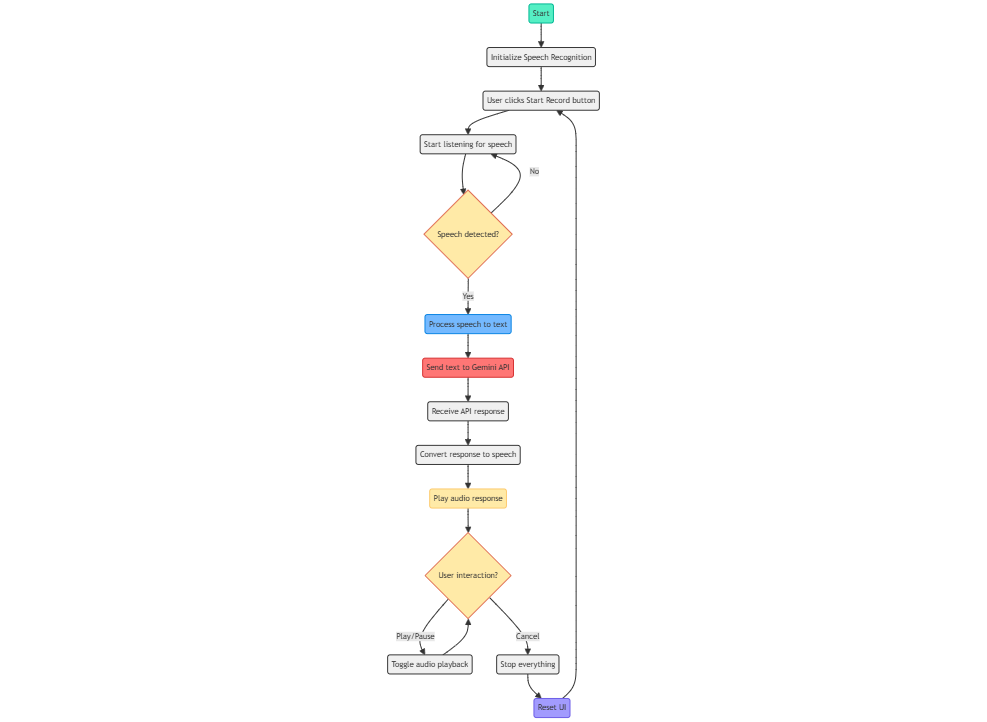 Start
Initialize Speech Recognition
User clicks Start Record button
Start listening for speech
No
Speech detected?
Yes
Process speech to text
Send text to Gemini API
Receive API response
Convert response to speech
Play audio response
User interaction?
Play/Pause
Cancel
Toggle audio playback
Stop everything
Reset UI